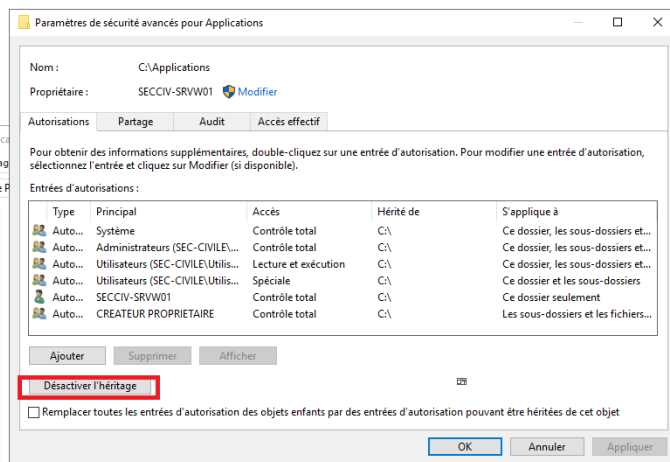 Paramètres de sécurité avancés pour Applications
Nom : C:\Applications
Propriétaire : SECCIV-SRVW01 Modifier
Autorisations Partage Audit Accès effectif
Pour obtenir des informations supplémentaires, double-cliquez sur une entrée d'autorisation. Pour modifier une entrée d'autorisation,
sélectionnez l'entrée et cliquez sur Modifier (si disponible).
Entrées d'autorisations :
Type Principal Accès Hérité de S'applique à
Auto... Système Contrôle total C:\ Ce dossier, les sous-dossiers et...
Auto... Administrateurs (SEC-CIVILE\... Contrôle total C:\ Ce dossier, les sous-dossiers et...
Auto... Utilisateurs (SEC-CIVILE\Utilis... Lecture et exécution C:\ Ce dossier, les sous-dossiers et...
Auto... Utilisateurs (SEC-CIVILE\Utilis... Spéciale C:\ Ce dossier et les sous-dossiers
Auto... SECCIV-SRVW01 Contrôle total C:\ Ce dossier seulement
Auto... CREATEUR PROPRIETAIRE Contrôle total C:\ Les sous-dossiers et les fichiers...
Ajouter Supprimer Afficher
Désactiver l'héritage
Remplacer toutes les entrées d'autorisation des objets enfants par des entrées d'autorisation pouvant être héritées de cet objet
OK Annuler Appliquer